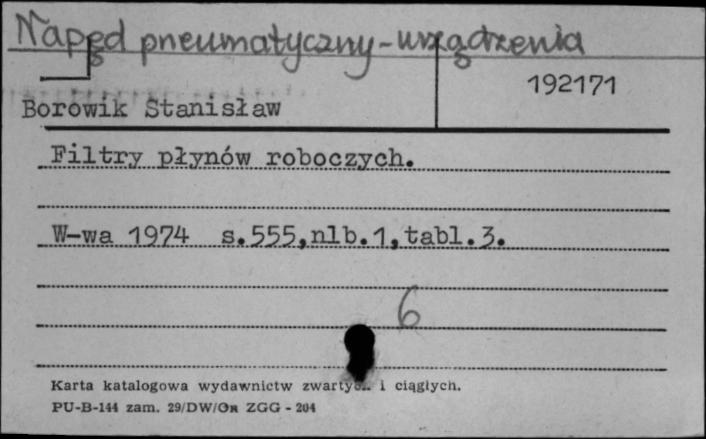 Napęd pneumatyczny - urządzenia
192171
Borowik Stanisław
Filtry płynów roboczych.
W-wa 1974 s.555,nlb.1,tabl.3.
6
Karta katalogowa wydawnictw i ciągłych.
PU-B-144 zam. 29/DW/OR ZGG - 204